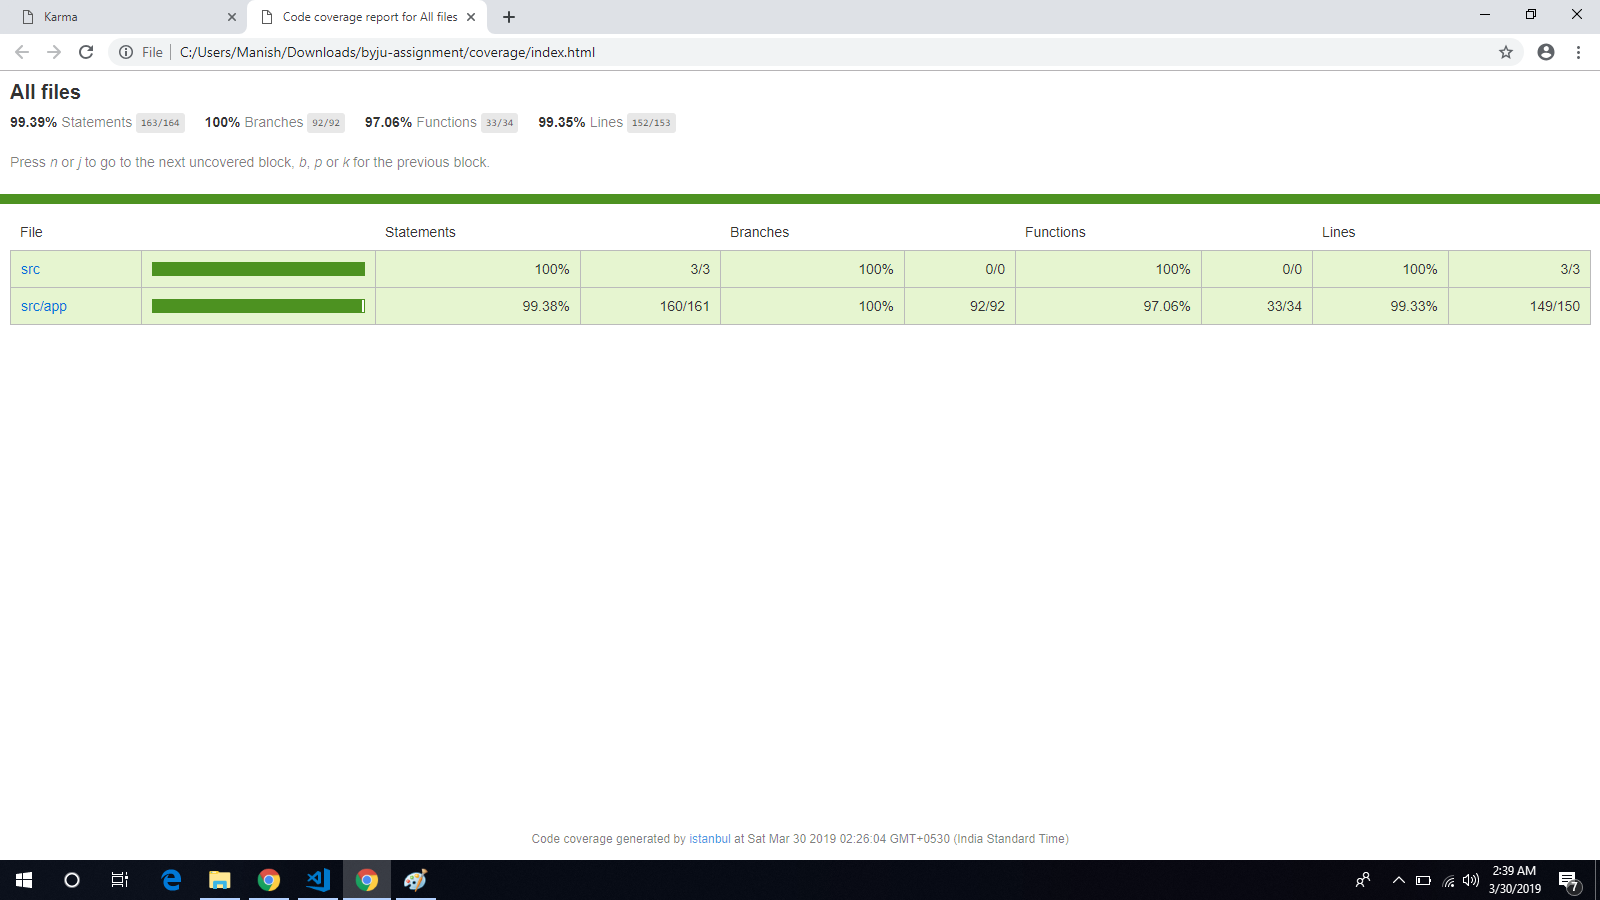 Karma
Code coverage report for All files
File C:/Users/Manish/Downloads/byju-assignment/coverage/index.html
All files
99.39% Statements 163/164 100% Branches 92/92 97.06% Functions 33/34 99.35% Lines 152/153
Press n or j to go to the next uncovered block, b, p or k for the previous block.
File Statements Branches Functions Lines
src 100% 3/3 100% 0/0 100% 0/0 100% 3/3
src/app 99.38% 160/161 100% 92/92 97.06% 33/34 99.33% 149/150
Code coverage generated by istanbul at Sat Mar 30 2019 02:26:04 GMT+0530 (India Standard Time)
2:39 AM
3/30/2019
7